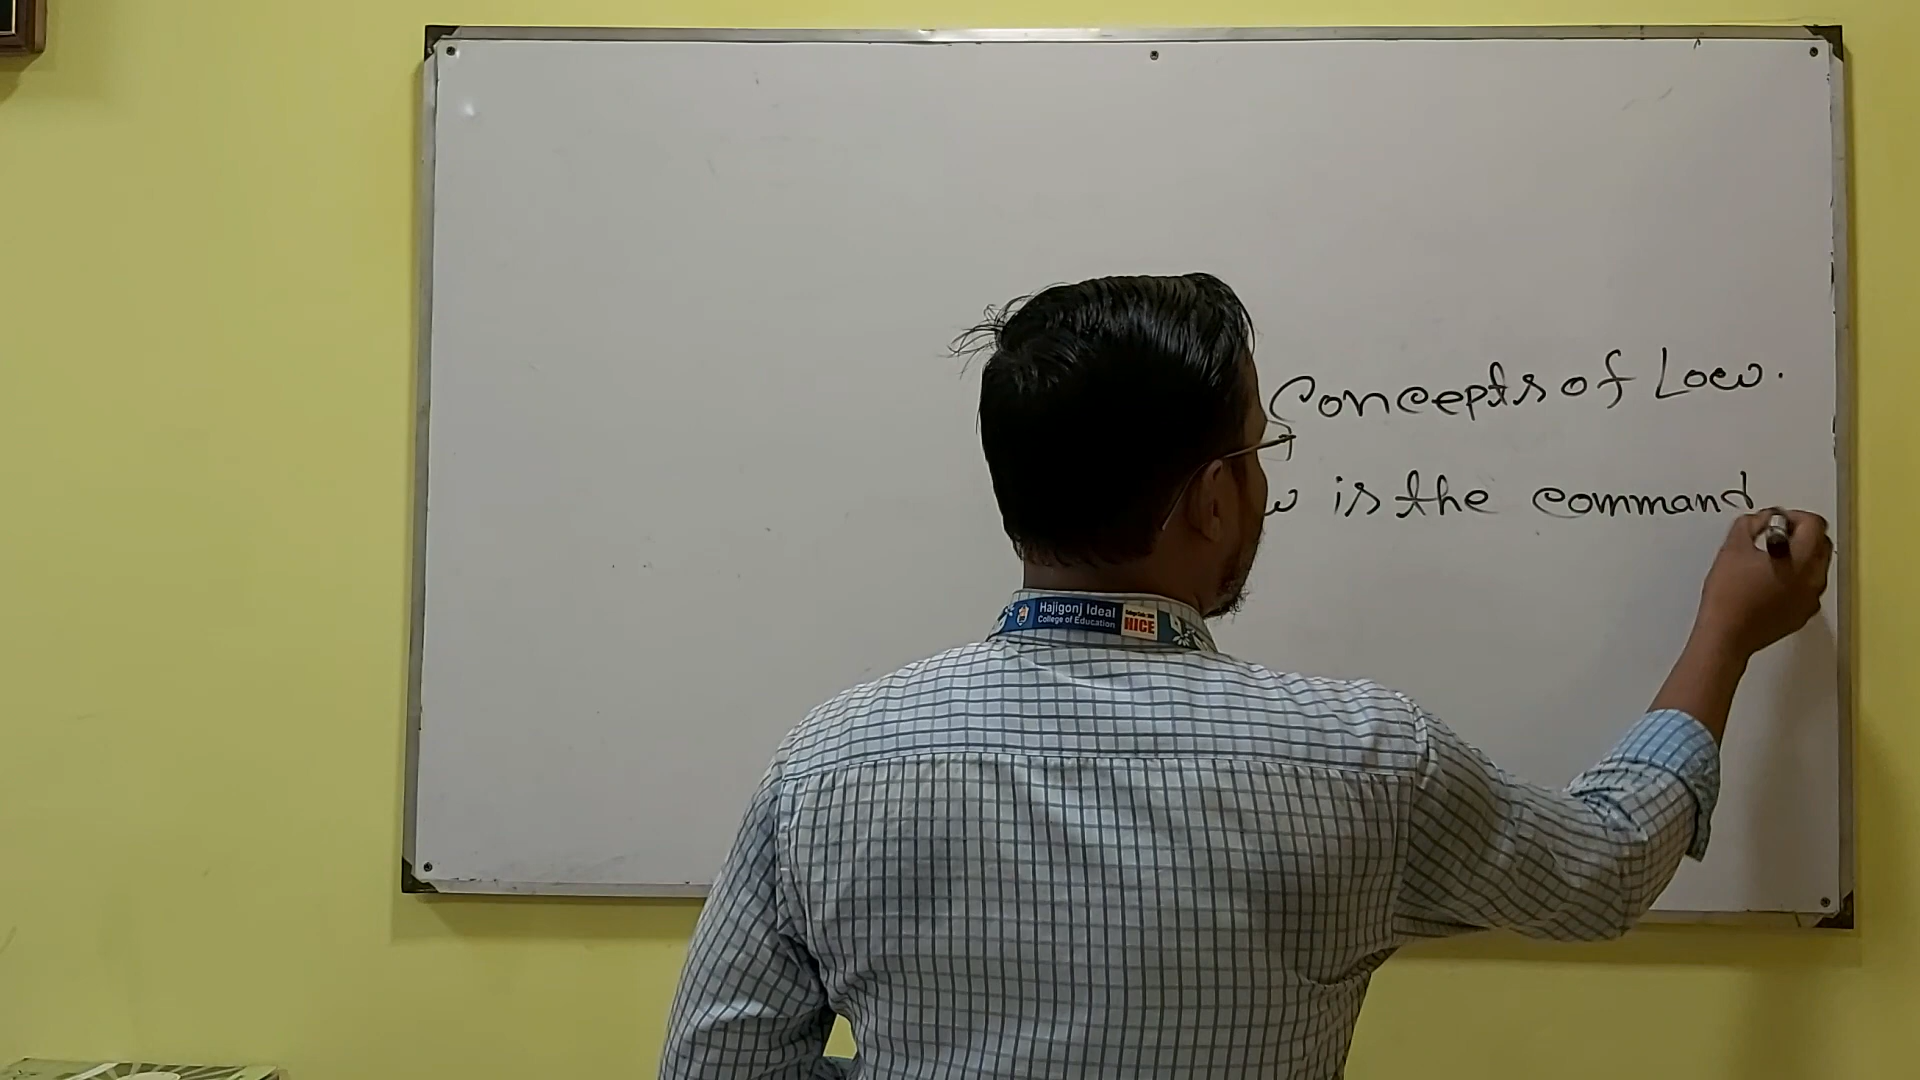 Concepts of Law.
is the command
Hajigonj Ideal
College of Education
HICE